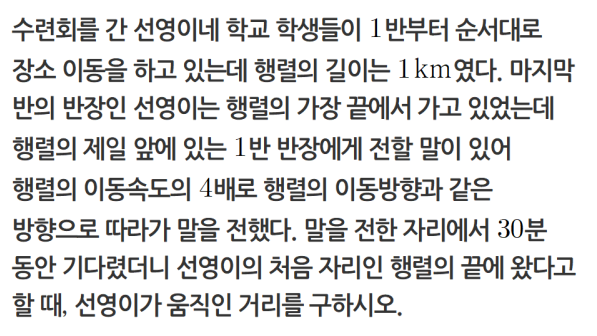 수련회를 간 선영이네 학교 학생들이 1반부터 순서대로
장소 이동을 하고 있는데 행렬의 길이는 1km였다. 마지막
반의 반장인 선영이는 행렬의 가장 끝에서 가고 있었는데
행렬의 제일 앞에 있는 1반 반장에게 전할 말이 있어
행렬의 이동속도의 4배로 행렬의 이동방향과 같은
방향으로 따라가 말을 전했다. 말을 전한 자리에서 30분
동안 기다렸더니 선영이의 처음 자리인 행렬의 끝에 왔다고
할 때, 선영이가 움직인 거리를 구하시오.